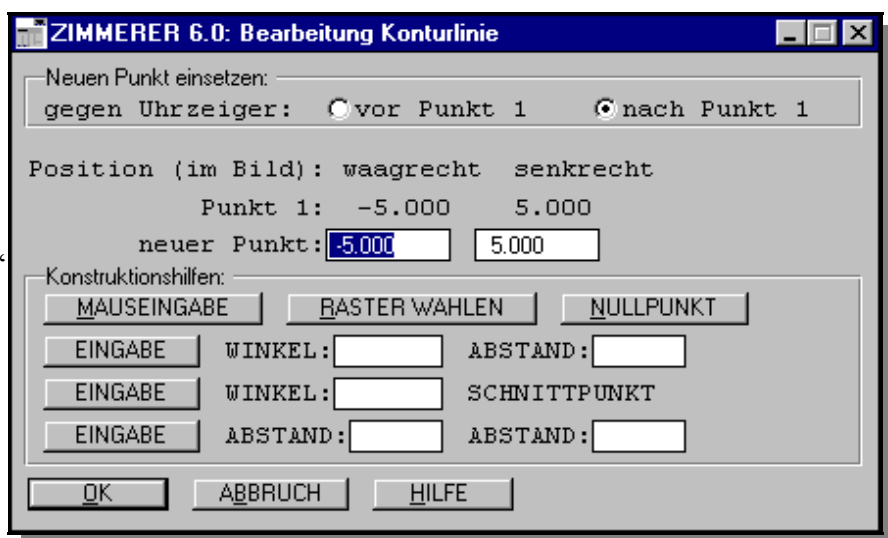 ZIMMERER 6.0: Bearbeitung Konturlinie
Neuen Punkt einsetzen:
gegen Uhrzeiger: vor Punkt 1 nach Punkt 1
Position (im Bild): waagrecht senkrecht
Punkt 1: -5.000 5.000
neuer Punkt: -5.000 5.000
“
Konstruktionshilfen:
MAUSEINGABE RASTER WAHLEN NULLPUNKT
EINGABE WINKEL: ABSTAND:
EINGABE WINKEL: SCHNITTPUNKT
EINGABE ABSTAND: ABSTAND:
OK ABBRUCH HILFE